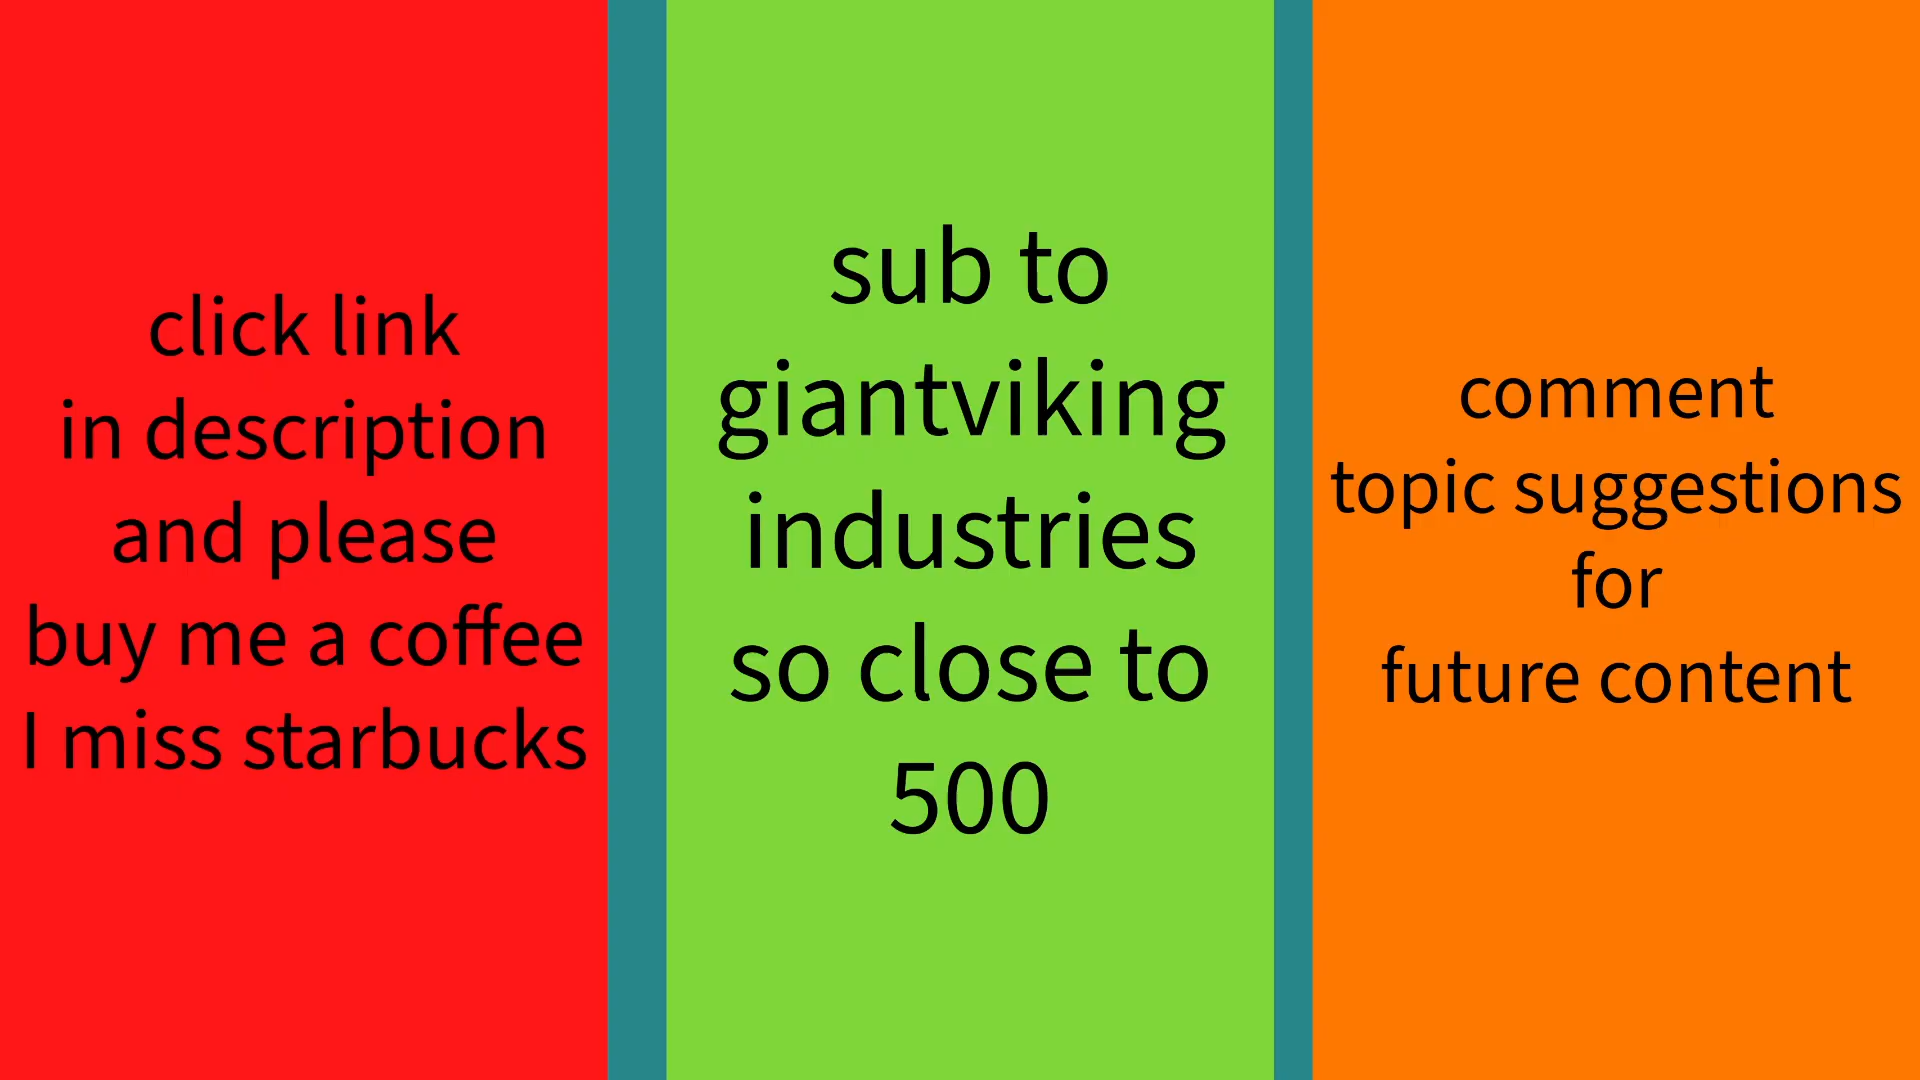 click link
in description
and please
buy me a coffee
I miss starbucks
sub to
giantviking
industries
so close to
500
comment
topic suggestions
for
future content